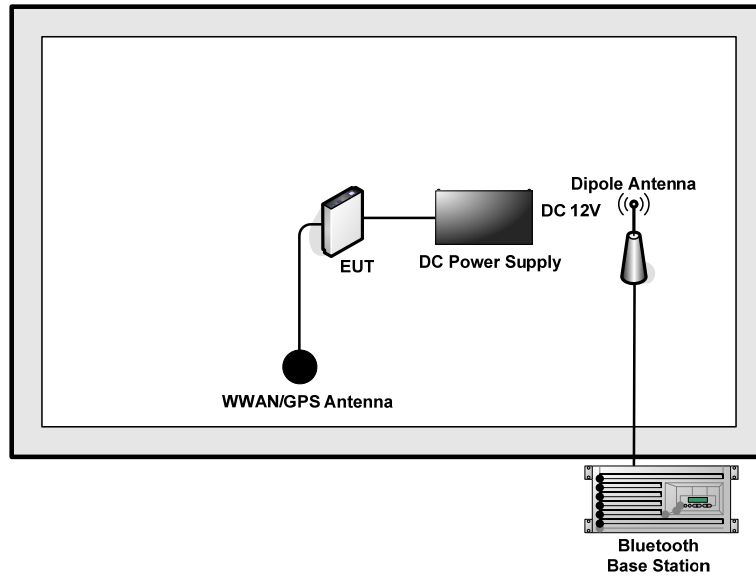 Dipole Antenna
DC 12V
EUT
DC Power Supply
WWAN/GPS Antenna
Bluetooth
Base Station